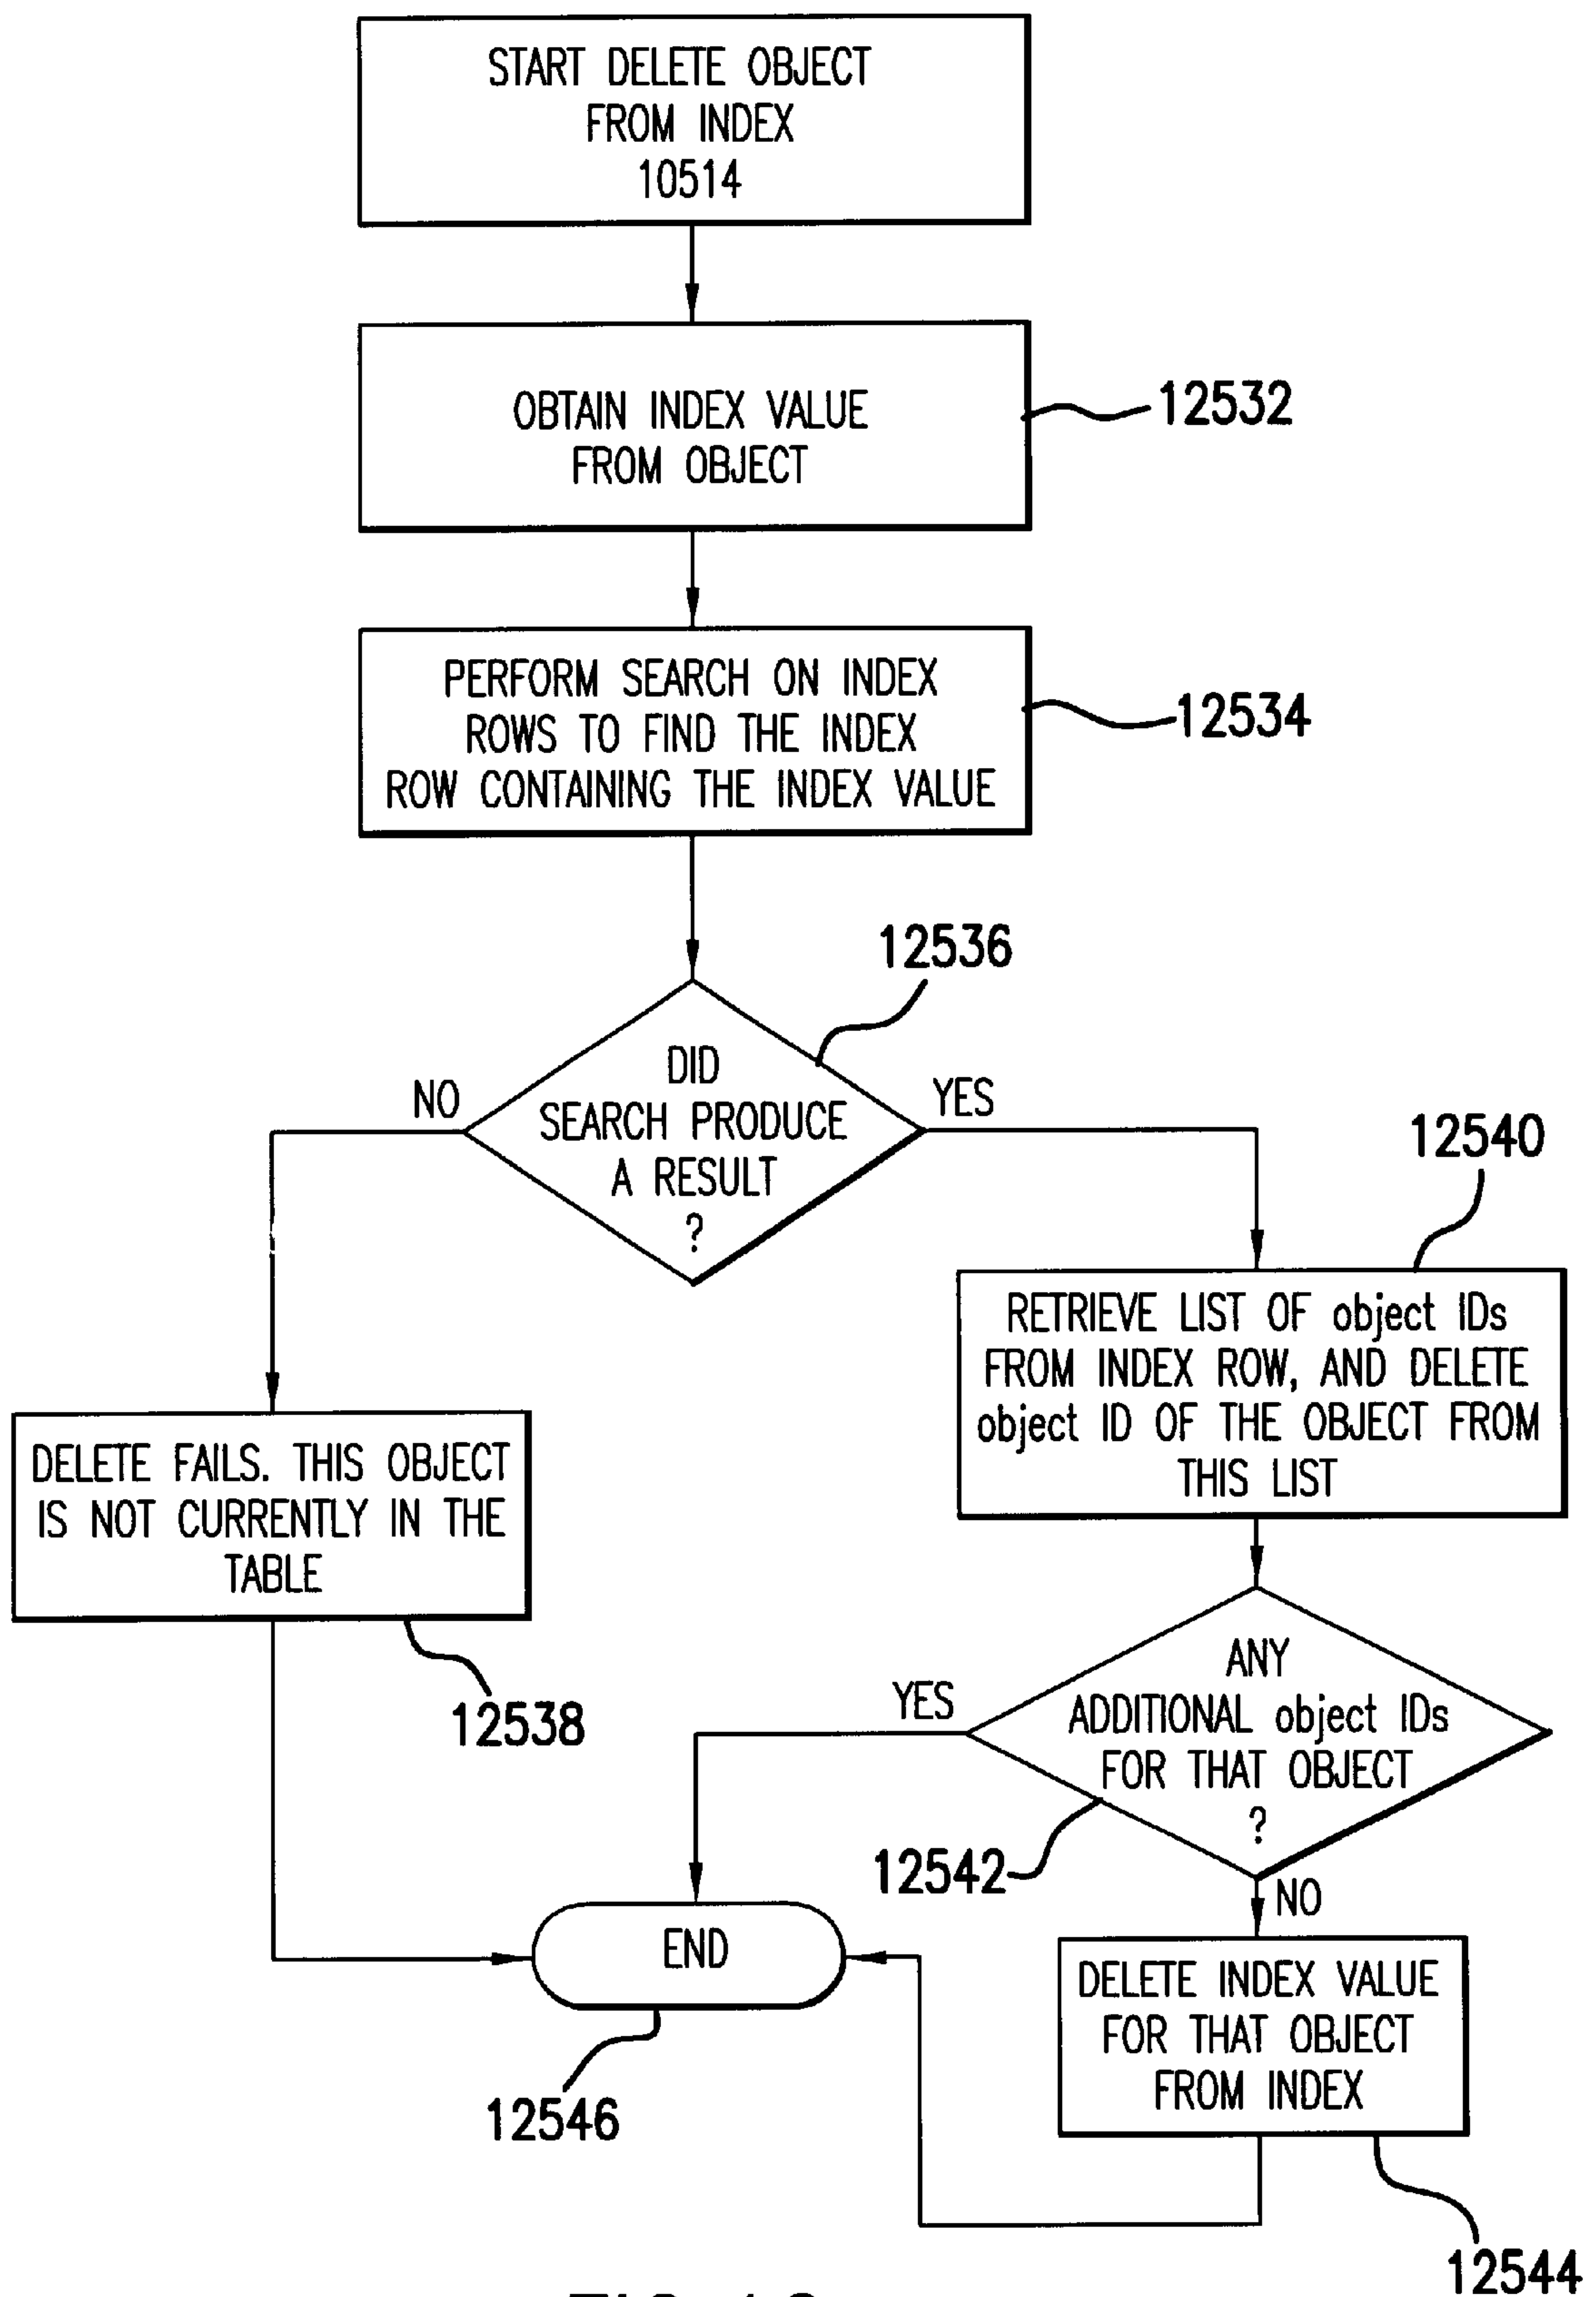 START DELETE OBJECT
FROM INDEX
10514
OBTAIN INDEX VALUE
FROM OBJECT
12532
PERFORM SEARCH ON INDEX
ROWS TO FIND THE INDEX
ROW CONTAINING THE INDEX VALUE
12534
12536
DID
SEARCH PRODUCE
A RESULT
?
NO
YES
12540
RETRIEVE LIST OF object IDs
FROM INDEX ROW, AND DELETE
object ID OF THE OBJECT FROM
THIS LIST
DELETE FAILS. THIS OBJECT
IS NOT CURRENTLY IN THE
TABLE
12538
ANY
ADDITIONAL object IDs
FOR THAT OBJECT
?
YES
12542
NO
END
12546
DELETE INDEX VALUE
FOR THAT OBJECT
FROM INDEX
12544